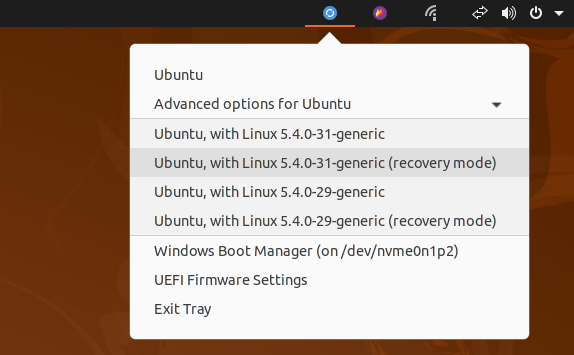 Ubuntu
Advanced options for Ubuntu
Ubuntu, with Linux 5.4.0-31-generic
Ubuntu, with Linux 5.4.0-31-generic (recovery mode)
Ubuntu, with Linux 5.4.0-29-generic
Ubuntu, with Linux 5.4.0-29-generic (recovery mode)
Windows Boot Manager (on /dev/nvme0n1p2)
UEFI Firmware Settings
Exit Tray